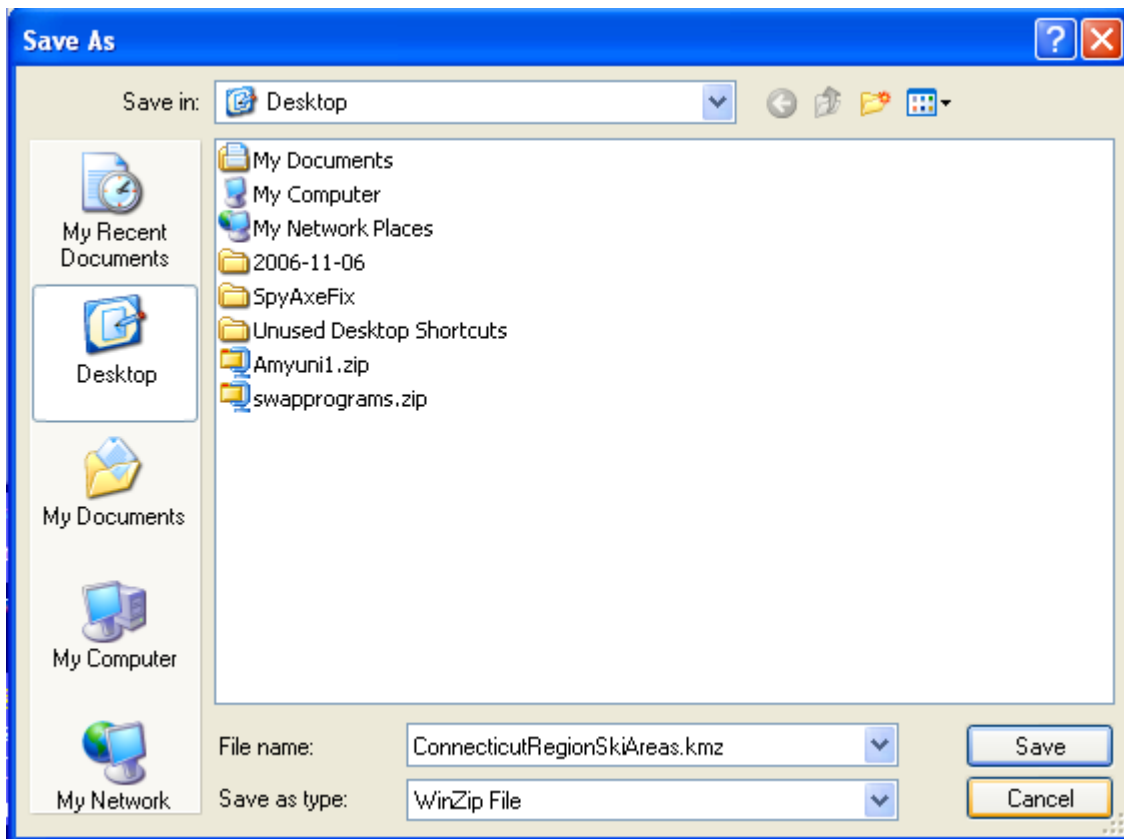 Save As
Save in: Desktop
My Recent
Documents
Desktop
My Documents
My Computer
My Network
My Documents
My Computer
My Network Places
2006-11-06
SpyAxeFix
Unused Desktop Shortcuts
Amyuni1.zip
swapprograms.zip
File name: ConnecticutRegionSkiAreas.kmz Save
Save as type: WinZip File Cancel